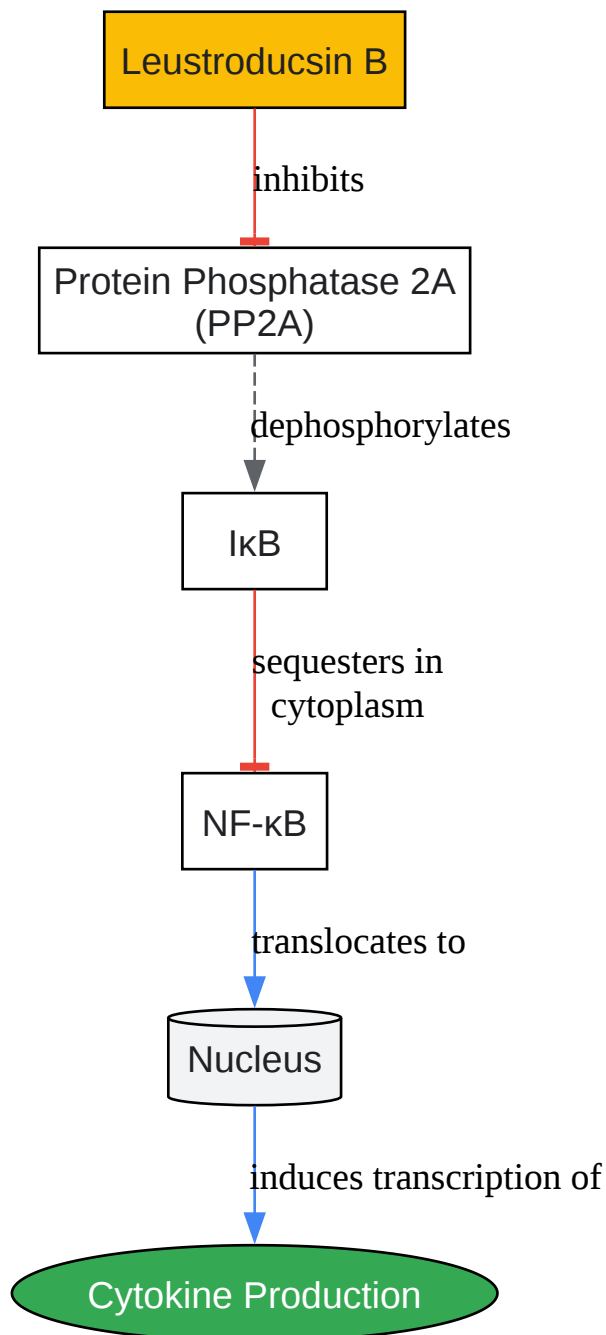 Leustroducsin B
inhibits
Protein Phosphatase 2A
(PP2A)
dephosphorylates
IκB
sequesters in
cytoplasm
NF-κB
translocates to
Nucleus
induces transcription of
Cytokine Production